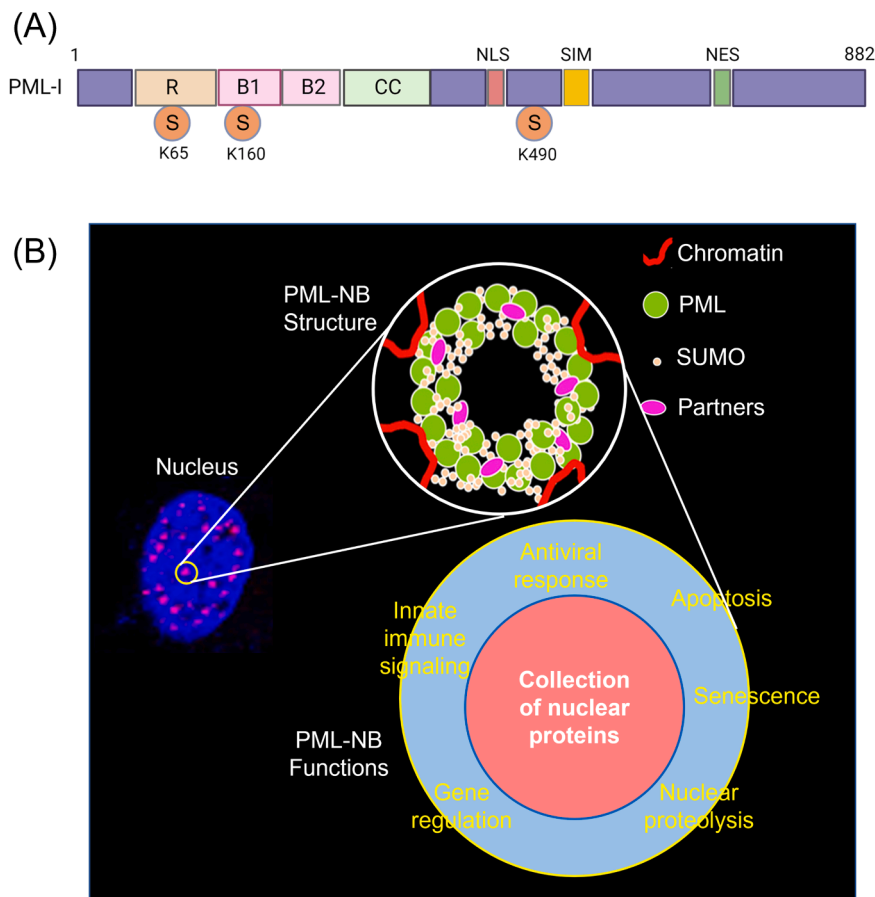 (A)
1
NLS
SIM
NES
882
PML-I
R
B1
B2
CC
S
S
S
K65
K160
K490
(B)
PML-NB
Structure
Chromatin
PML
SUMO
Partners
Nucleus
Antiviral
response
Apoptosis
Innate
immune
signaling
Senescence
Collection
of nuclear
proteins
PML-NB
Functions
Gene
regulation
Nuclear
proteolysis